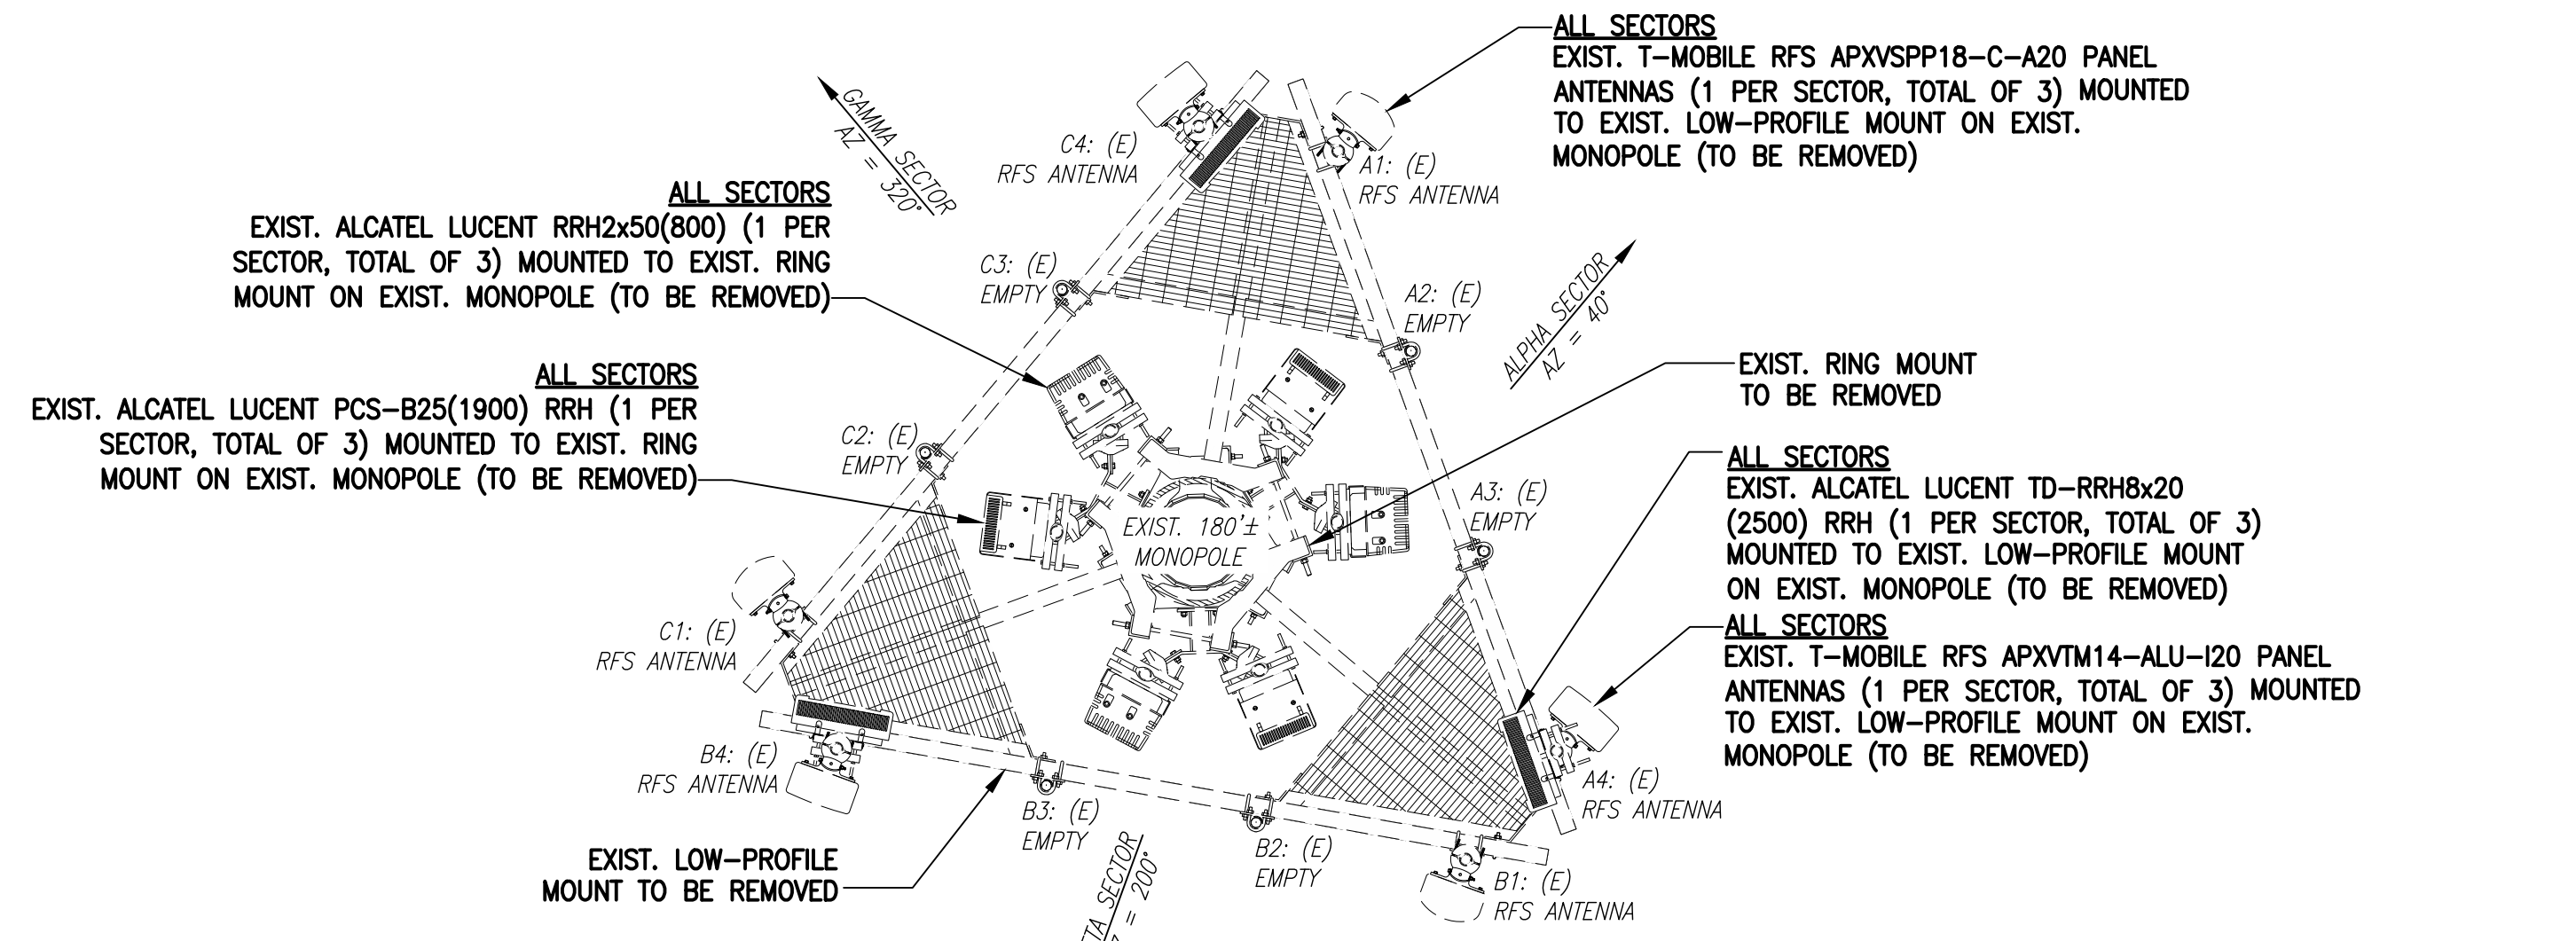 ALL SECTORS
EXIST. T-MOBILE RFS APXVSPP18-C-A20 PANEL
ANTENNAS (1 PER SECTOR, TOTAL OF 3) MOUNTED
TO EXIST. LOW-PROFILE MOUNT ON EXIST.
MONOPOLE (TO BE REMOVED)
GAMMA SECTOR
AZ = 320°
C4: (E)
RFS ANTENNA
A1: (E)
RFS ANTENNA
ALL SECTORS
EXIST. ALCATEL LUCENT RRH2x50(800) (1 PER
SECTOR, TOTAL OF 3) MOUNTED TO EXIST. RING
MOUNT ON EXIST. MONOPOLE (TO BE REMOVED)
C3: (E)
EMPTY
A2: (E)
EMPTY
ALPHA SECTOR
AZ = 40°
EXIST. RING MOUNT
TO BE REMOVED
ALL SECTORS
EXIST. ALCATEL LUCENT PCS-B25(1900) RRH (1 PER
SECTOR, TOTAL OF 3) MOUNTED TO EXIST. RING
MOUNT ON EXIST. MONOPOLE (TO BE REMOVED)
C2: (E)
EMPTY
A3: (E)
EMPTY
EXIST. 180'±
MONOPOLE
ALL SECTORS
EXIST. ALCATEL LUCENT TD-RRH8x20
(2500) RRH (1 PER SECTOR, TOTAL OF 3)
MOUNTED TO EXIST. LOW-PROFILE MOUNT
ON EXIST. MONOPOLE (TO BE REMOVED)
ALL SECTORS
EXIST. T-MOBILE RFS APXVTM14-ALU-I20 PANEL
ANTENNAS (1 PER SECTOR, TOTAL OF 3) MOUNTED
TO EXIST. LOW-PROFILE MOUNT ON EXIST.
MONOPOLE (TO BE REMOVED)
C1: (E)
RFS ANTENNA
B4: (E)
RFS ANTENNA
A4: (E)
RFS ANTENNA
B3: (E)
EMPTY
B2: (E)
EMPTY
B1: (E)
RFS ANTENNA
EXIST. LOW-PROFILE
MOUNT TO BE REMOVED
SECTOR
= 200°